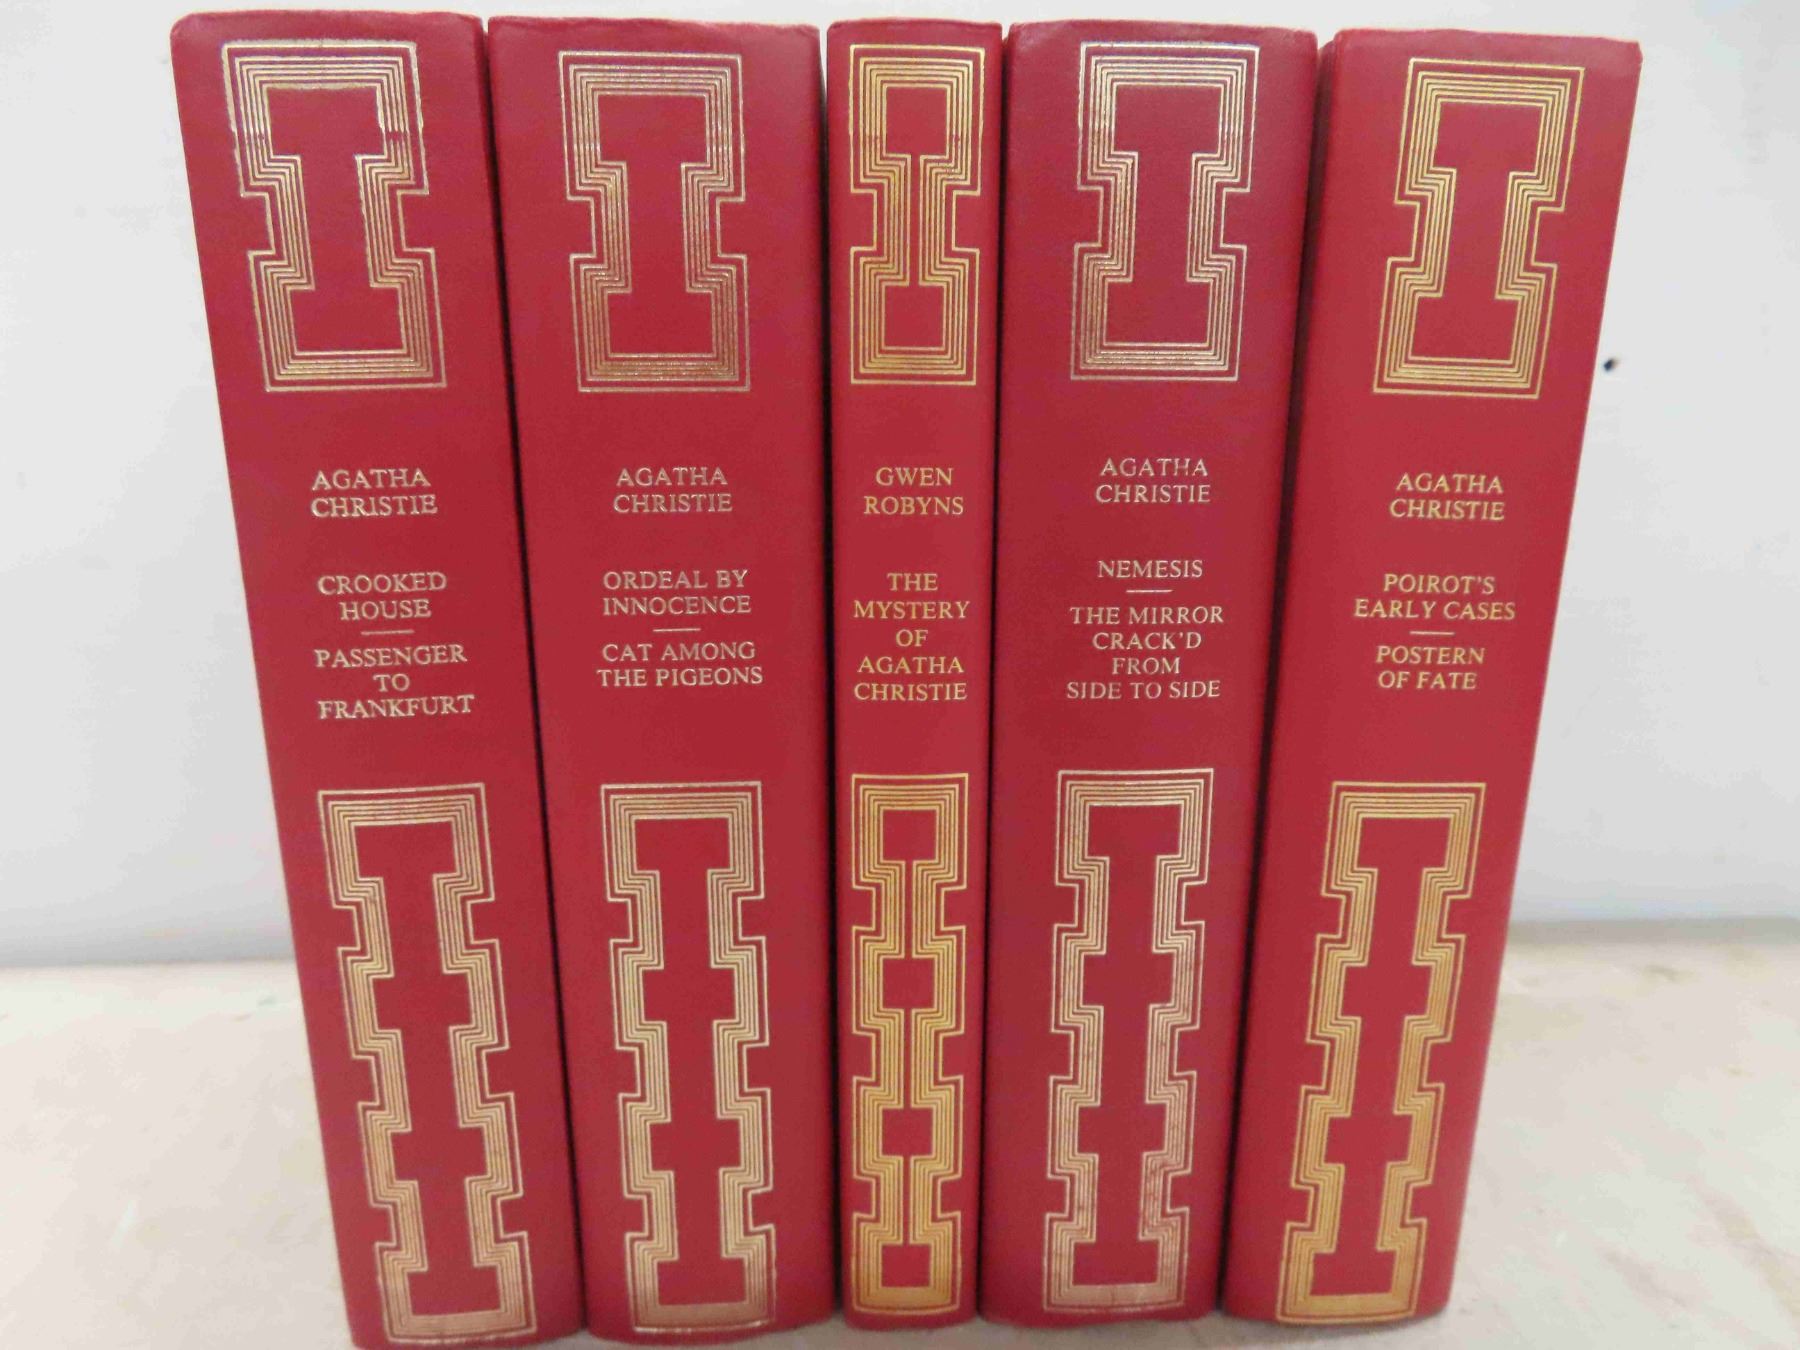 AGATHA
CHRISTIE
CROOKED
HOUSE
PASSENGER
TO
FRANKFURT
AGATHA
CHRISTIE
ORDEAL BY
INNOCENCE
CAT AMONG
THE PIGEONS
GWEN
ROBYNS
THE
MYSTERY
OF
AGATHA
CHRISTIE
AGATHA
CHRISTIE
NEMESIS
THE MIRROR
CRACK'D
FROM
SIDE TO SIDE
AGATHA
CHRISTIE
POIROT'S
EARLY CASES
POSTERN
OF FATE